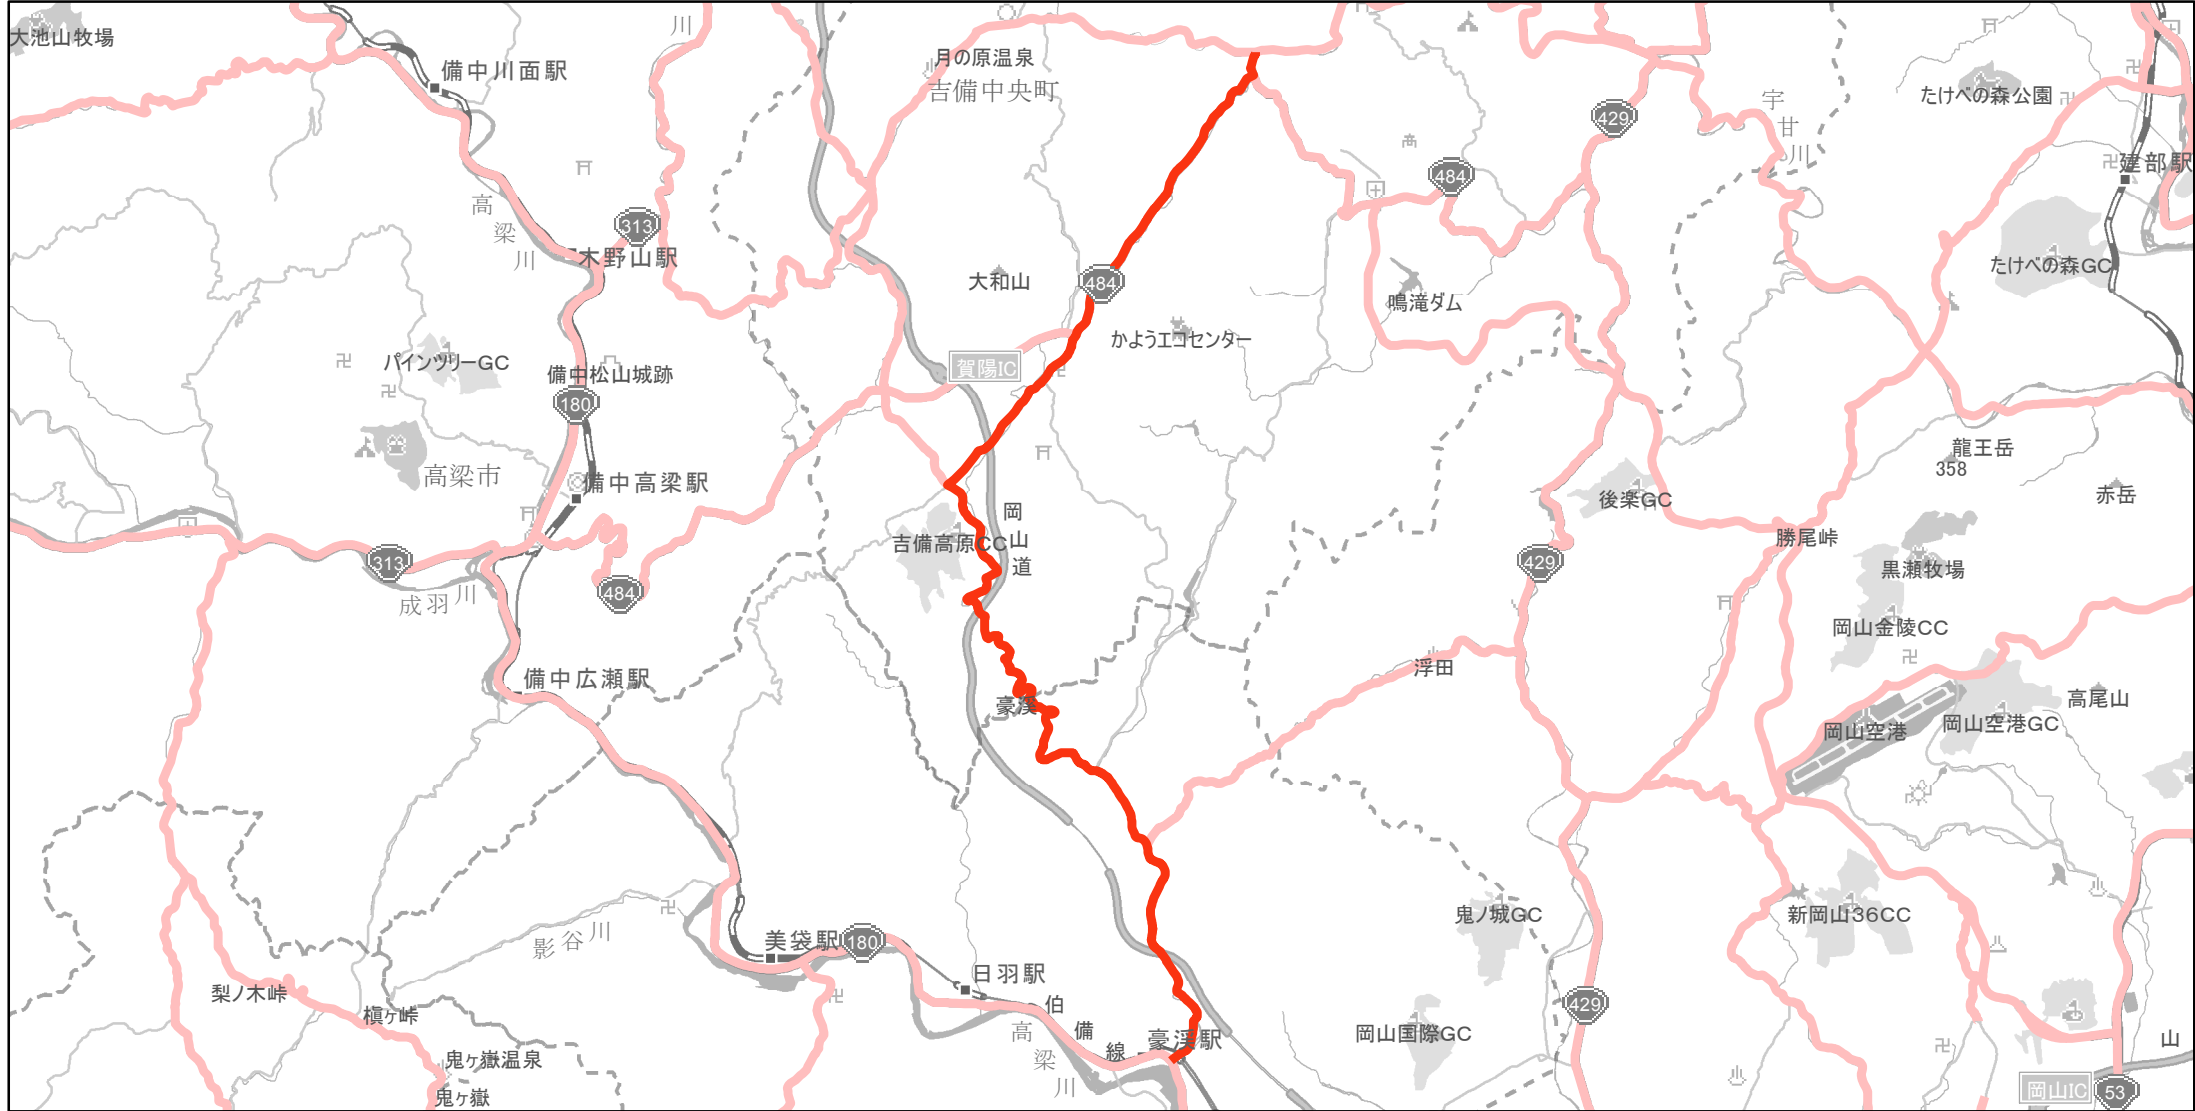 大池山牧場
備中川面駅
川
月の原温泉
吉備中央町
429
宇甘川
たけべの森公園
建部駅
484
高梁川
313
木野山駅
大和山
484
鳴滝ダム
たけべの森GC
かようエコセンター
パインツリーGC
備中松山城跡
賀陽IC
180
高梁市
備中高梁駅
龍王岳
358
後楽GC
赤岳
岡山道
吉備高原CC
勝尾峠
313
429
黒瀬牧場
484
成羽川
岡山金陵CC
備中広瀬駅
浮田
高尾山
豪渓
岡山空港
岡山空港GC
鬼ノ城GC
新岡山36CC
影谷川
美袋駅
180
日羽駅
梨ノ木峠
槇ヶ峠
伯備線
高梁川
豪渓駅
429
岡山国際GC
山
鬼ヶ嶽温泉
鬼ヶ嶽
岡山IC
53